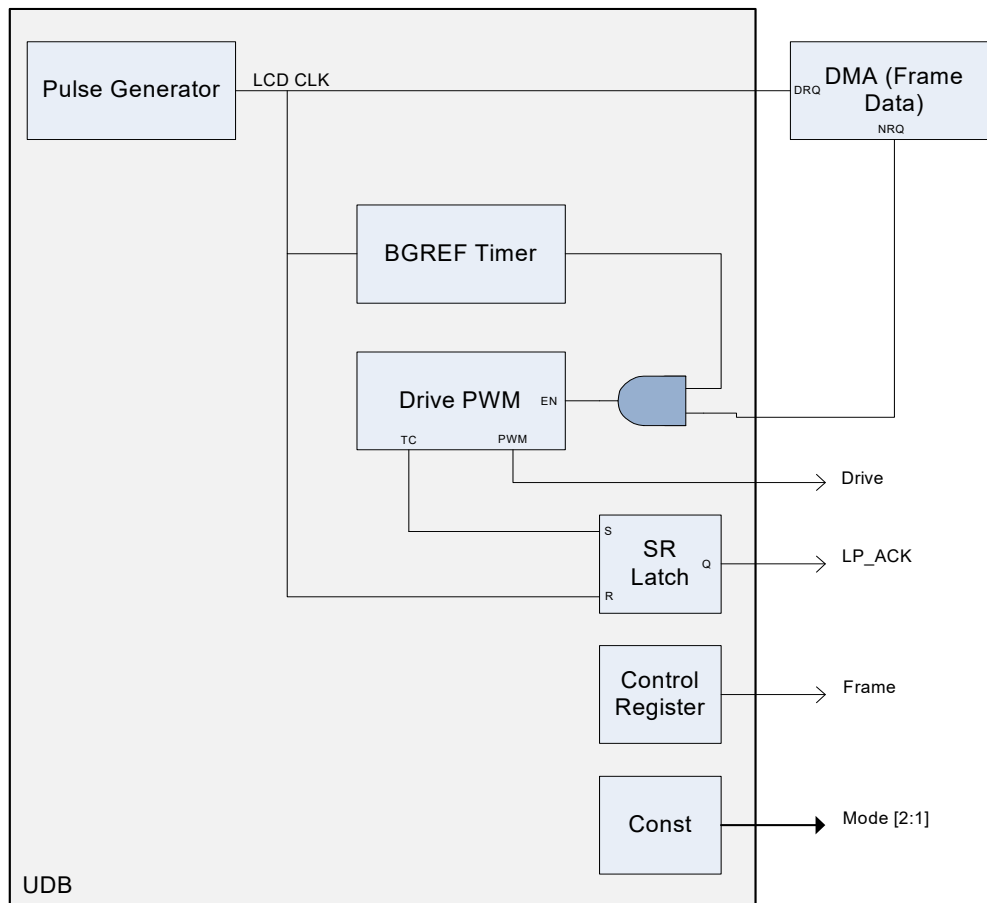 Pulse Generator
LCD CLK
DRQ
DMA (Frame
Data)
NRQ
BGREF Timer
Drive PWM
EN
TC
PWM
Drive
S
SR
Latch
Q
R
LP_ACK
Control
Register
Frame
Const
Mode [2:1]
UDB